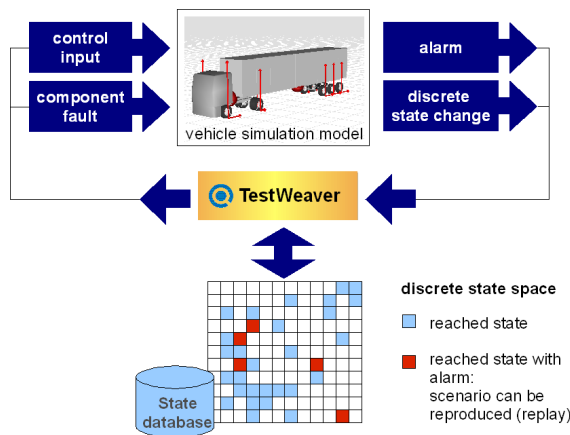 control
input
component
fault
vehicle simulation model
alarm
discrete
state change
TestWeaver
State
database
discrete state space
reached state
reached state with
alarm:
scenario can be
reproduced (replay)